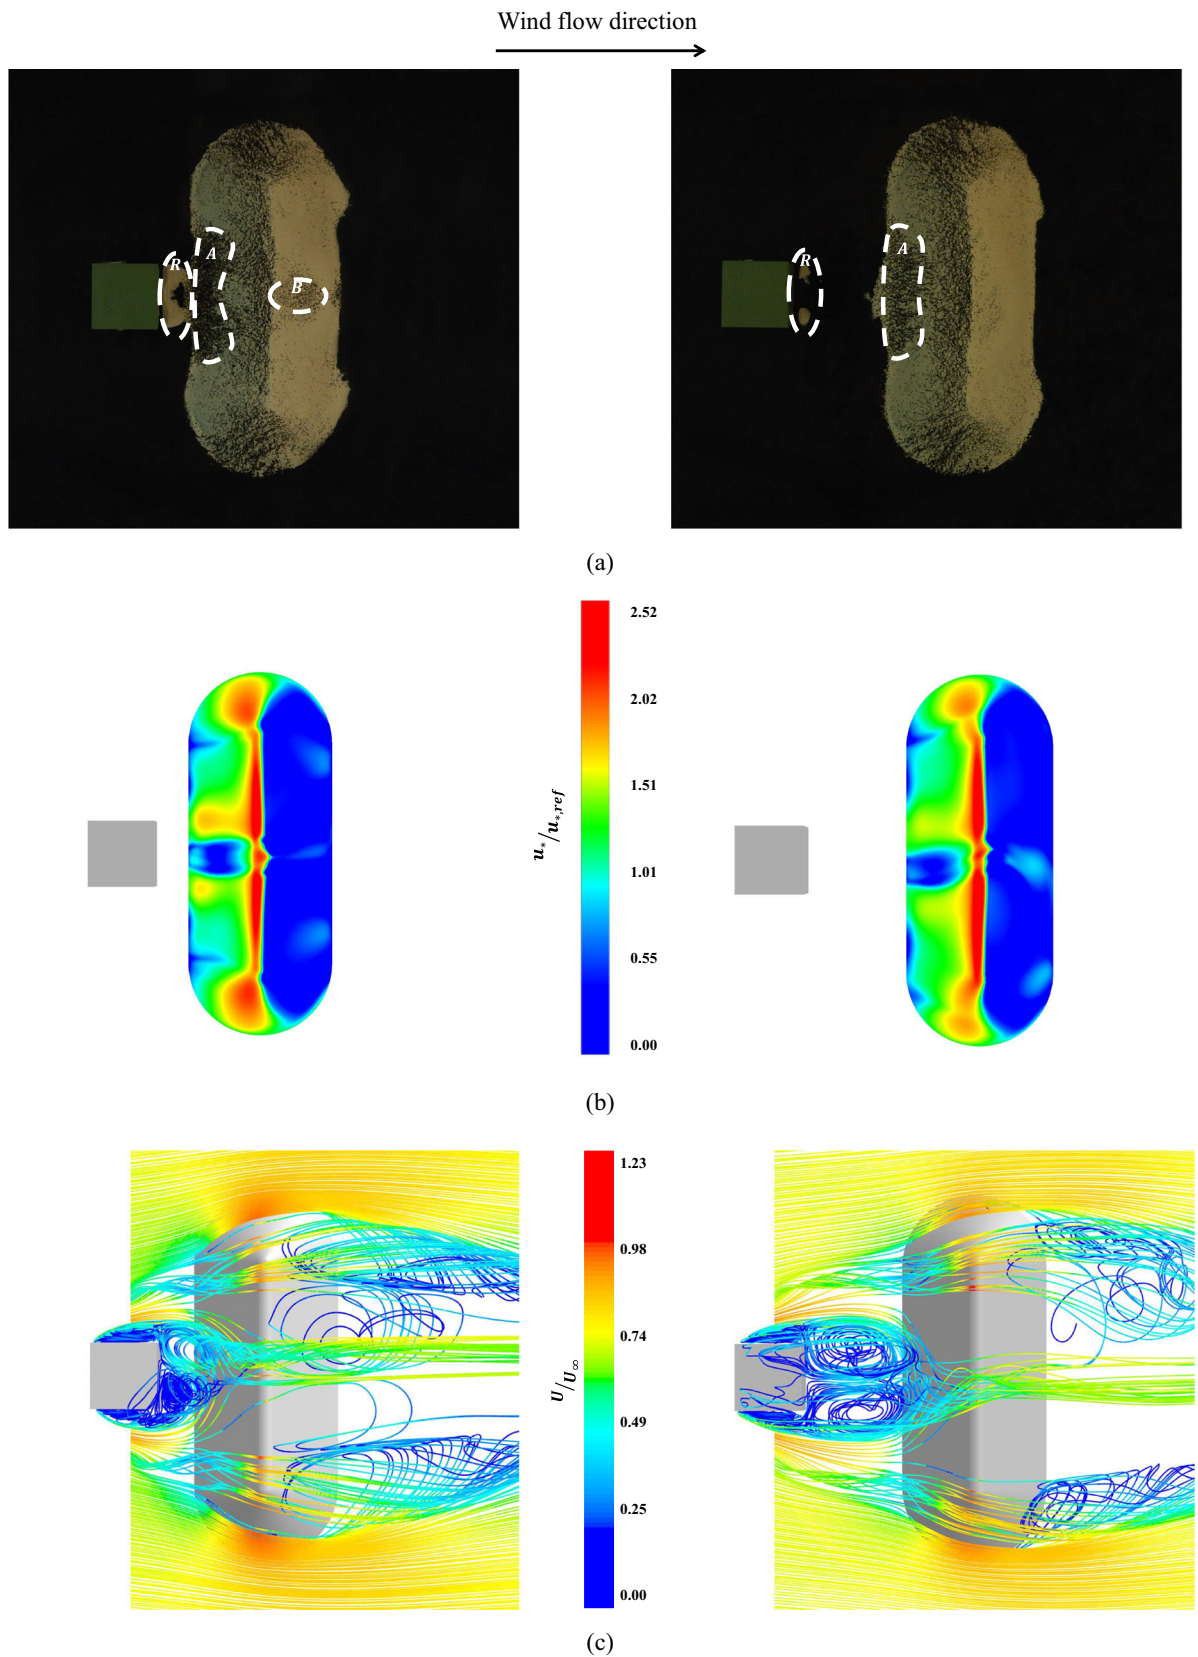 Wind flow direction
R
A
B
R
A
(a)
2.52
2.02
1.51
1.01
0.55
0.00
u*/u*,ref
(b)
1.23
0.98
0.74
0.49
0.25
0.00
U/U∞
(c)